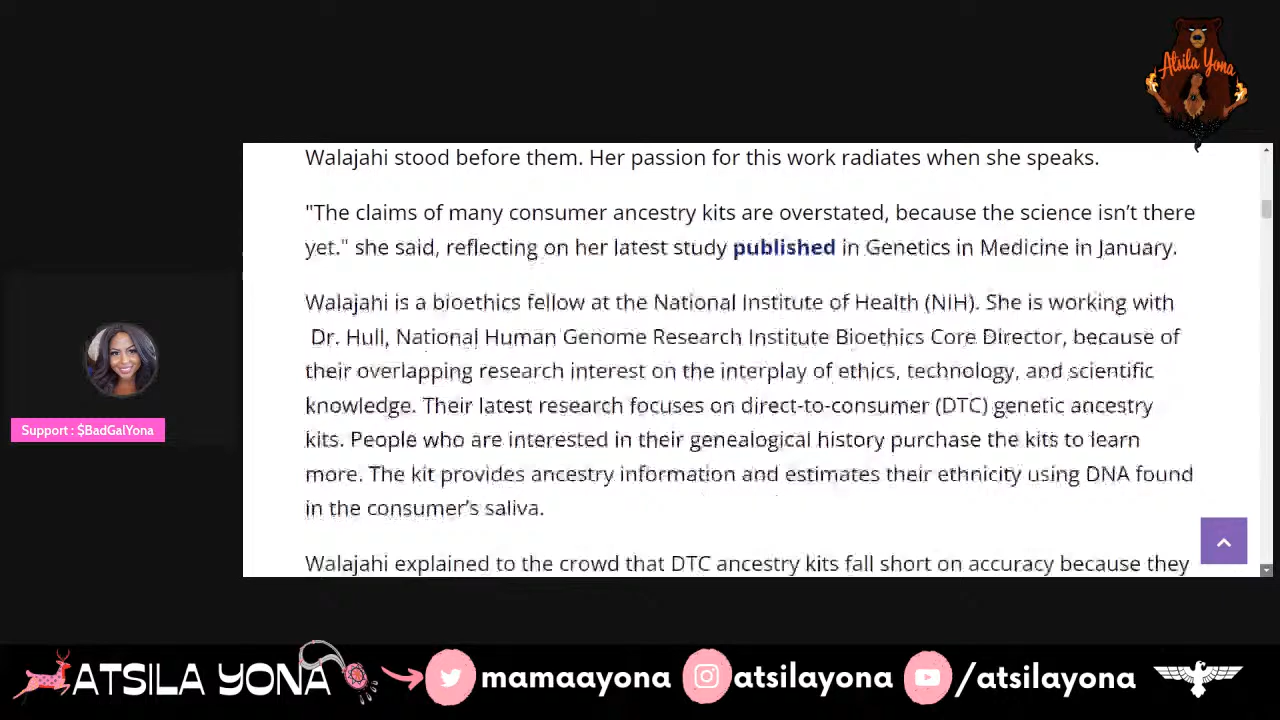 Atsila Yona
Walajahi stood before them. Her passion for this work radiates when she speaks.
"The claims of many consumer ancestry kits are overstated, because the science isn't there
yet." she said, reflecting on her latest study published in Genetics in Medicine in January.
Walajahi is a bioethics fellow at the National Institute of Health (NIH). She is working with
Dr. Hull, National Human Genome Research Institute Bioethics Core Director, because of
their overlapping research interest on the interplay of ethics, technology, and scientific
knowledge. Their latest research focuses on direct-to-consumer (DTC) genetic ancestry
kits. People who are interested in their genealogical history purchase the kits to learn
more. The kit provides ancestry information and estimates their ethnicity using DNA found
in the consumer's saliva.
Walajahi explained to the crowd that DTC ancestry kits fall short on accuracy because they
Support : $BadGalYona
ATSILA YONA mamaayona atsilayona /atsilayona